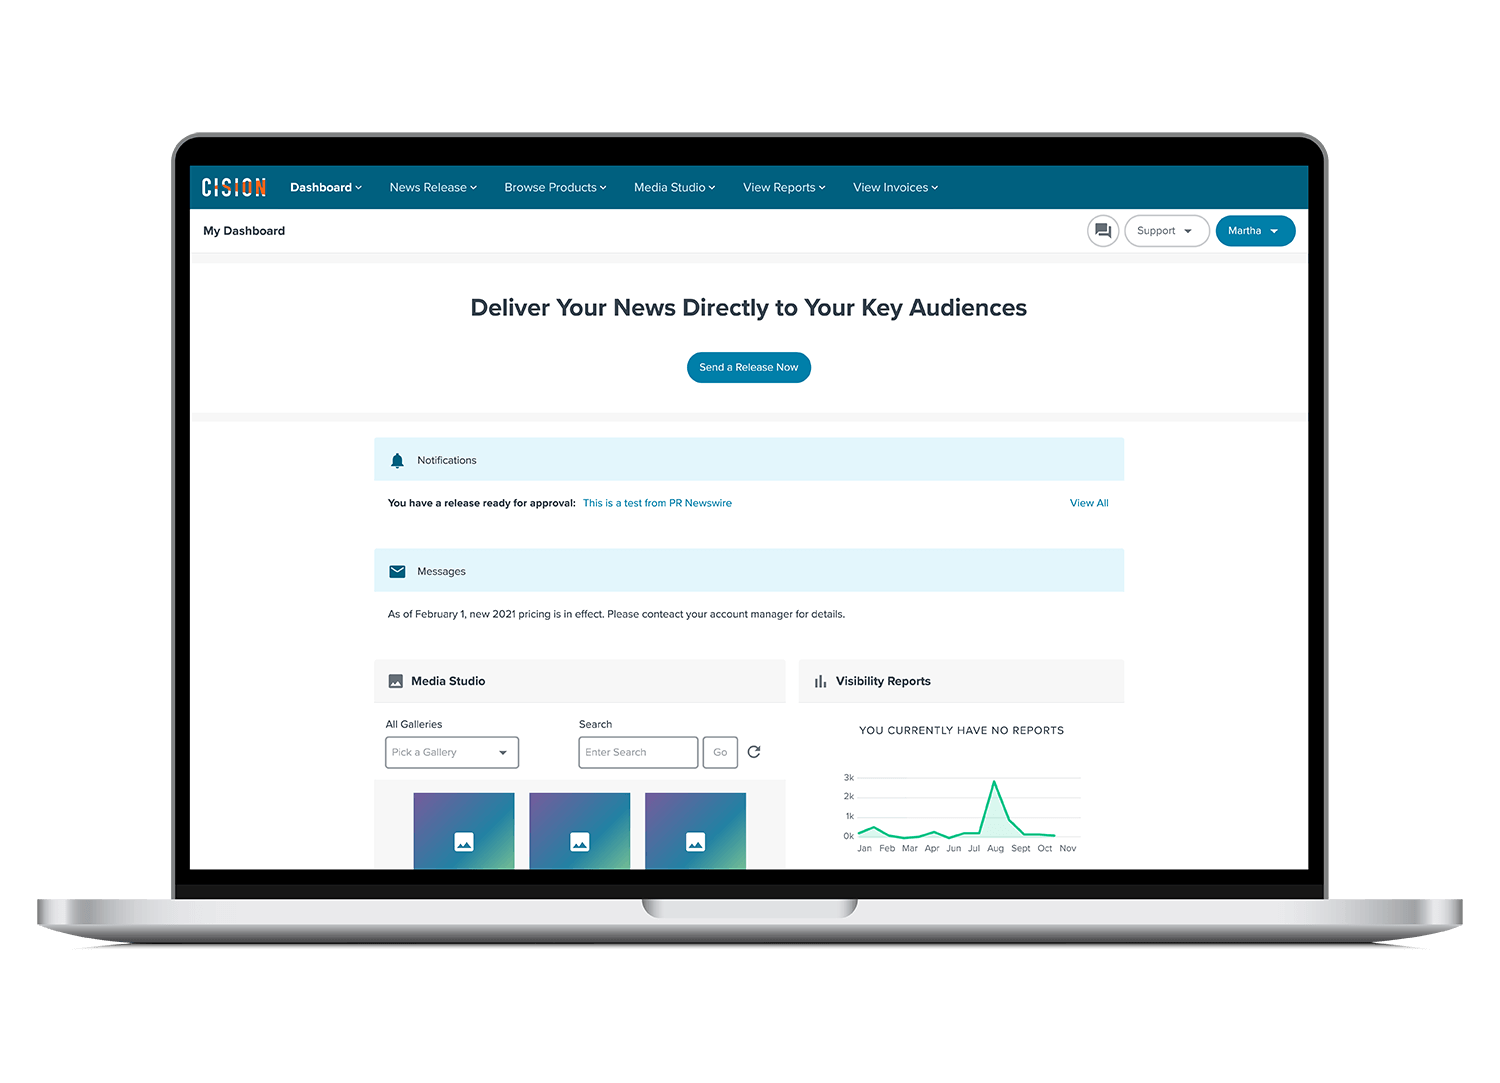 CISION Dashboard News Release Browse Products Media Studio View Reports View Invoices
My Dashboard Support Martha
Deliver Your News Directly to Your Key Audiences
Send a Release Now
Notifications
You have a release ready for approval: This is a test from PR Newswire View All
Messages
As of February 1, new 2021 pricing is in effect. Please conteact your account manager for details.
Media Studio
All Galleries Search
Pick a Gallery Enter Search Go
Visibility Reports
YOU CURRENTLY HAVE NO REPORTS
3k
2k
1k
0k
Jan Feb Mar Apr Jun Jul Aug Sept Oct Nov